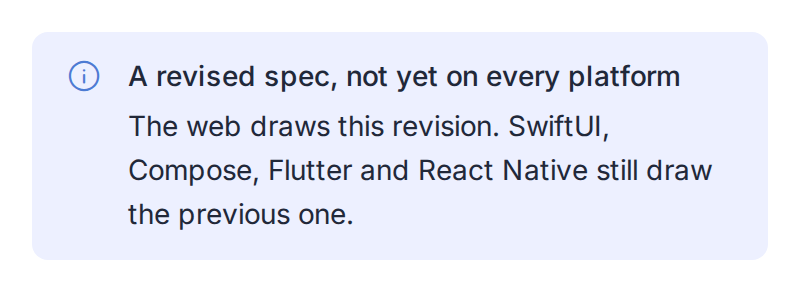 A revised spec, not yet on every platform
The web draws this revision. SwiftUI,
Compose, Flutter and React Native still draw
the previous one.